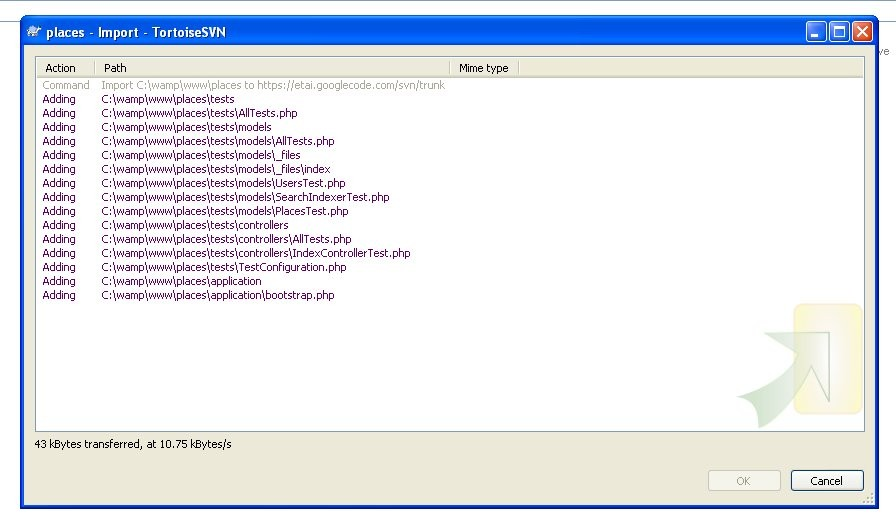 ve
places - Import - TortoiseSVN
Action Path Mime type
Command Import C:\wamp\www\places to https://etai.googlecode.com/svn/trunk
Adding C:\wamp\www\places\tests
Adding C:\wamp\www\places\tests\AllTests.php
Adding C:\wamp\www\places\tests\models
Adding C:\wamp\www\places\tests\models\AllTests.php
Adding C:\wamp\www\places\tests\models\_files
Adding C:\wamp\www\places\tests\models\_files\index
Adding C:\wamp\www\places\tests\models\UsersTest.php
Adding C:\wamp\www\places\tests\models\SearchIndexerTest.php
Adding C:\wamp\www\places\tests\models\PlacesTest.php
Adding C:\wamp\www\places\tests\controllers
Adding C:\wamp\www\places\tests\controllers\AllTests.php
Adding C:\wamp\www\places\tests\controllers\IndexControllerTest.php
Adding C:\wamp\www\places\tests\TestConfiguration.php
Adding C:\wamp\www\places\application
Adding C:\wamp\www\places\application\bootstrap.php
43 kBytes transferred, at 10.75 kBytes/s
OK Cancel